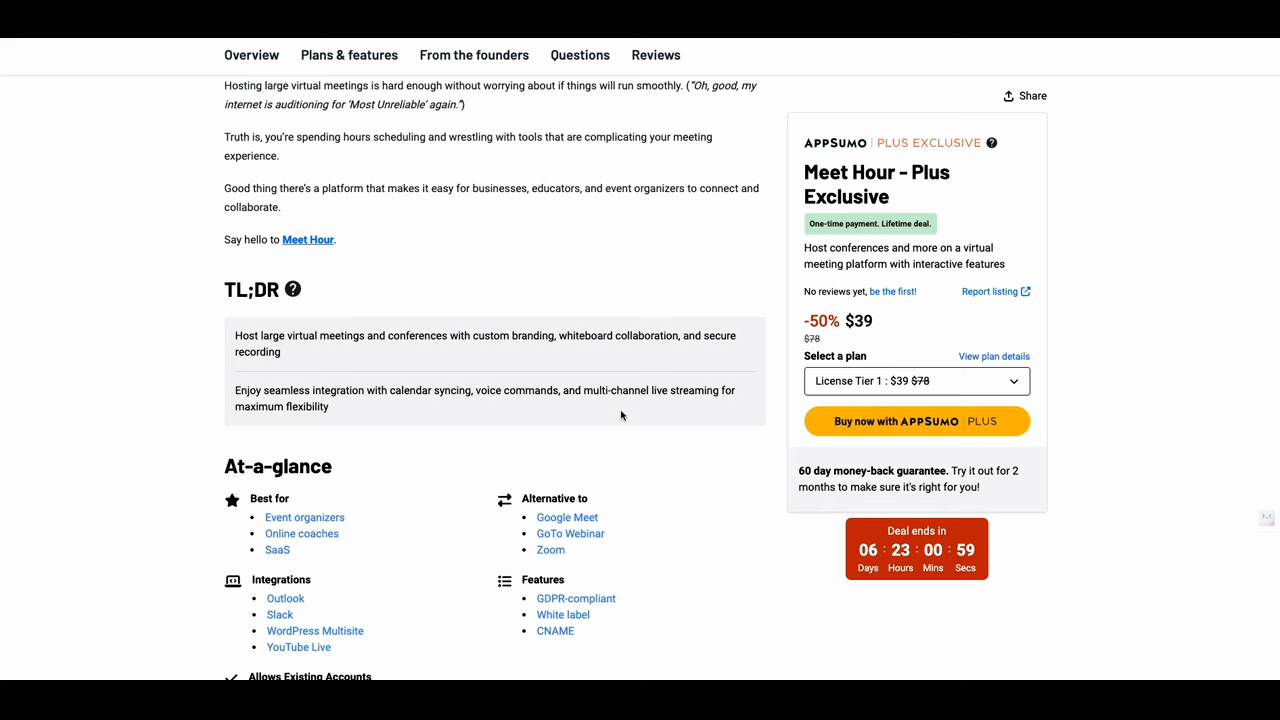 Overview Plans & features From the founders Questions Reviews
Hosting large virtual meetings is hard enough without worrying about if things will run smoothly. ("Oh, good, my
internet is auditioning for 'Most Unreliable' again.")
Truth is, you're spending hours scheduling and wrestling with tools that are complicating your meeting
experience.
Good thing there's a platform that makes it easy for businesses, educators, and event organizers to connect and
collaborate.
Say hello to Meet Hour.
TL;DR ?
Host large virtual meetings and conferences with custom branding, whiteboard collaboration, and secure
recording
Enjoy seamless integration with calendar syncing, voice commands, and multi-channel live streaming for
maximum flexibility
At-a-glance
Best for
• Event organizers
• Online coaches
• SaaS
Alternative to
• Google Meet
• GoTo Webinar
• Zoom
Integrations
• Outlook
• Slack
• WordPress Multisite
• YouTube Live
Features
• GDPR-compliant
• White label
• CNAME
Allows Existing Accounts
Share
APPSUMO | PLUS EXCLUSIVE ?
Meet Hour - Plus
Exclusive
One-time payment. Lifetime deal.
Host conferences and more on a virtual
meeting platform with interactive features
No reviews yet, be the first! Report listing
-50% $39
$78
Select a plan View plan details
License Tier 1 : $39 $78
Buy now with APPSUMO | PLUS
60 day money-back guarantee. Try it out for 2
months to make sure it's right for you!
Deal ends in
06 : 23 : 00 : 59
Days Hours Mins Secs